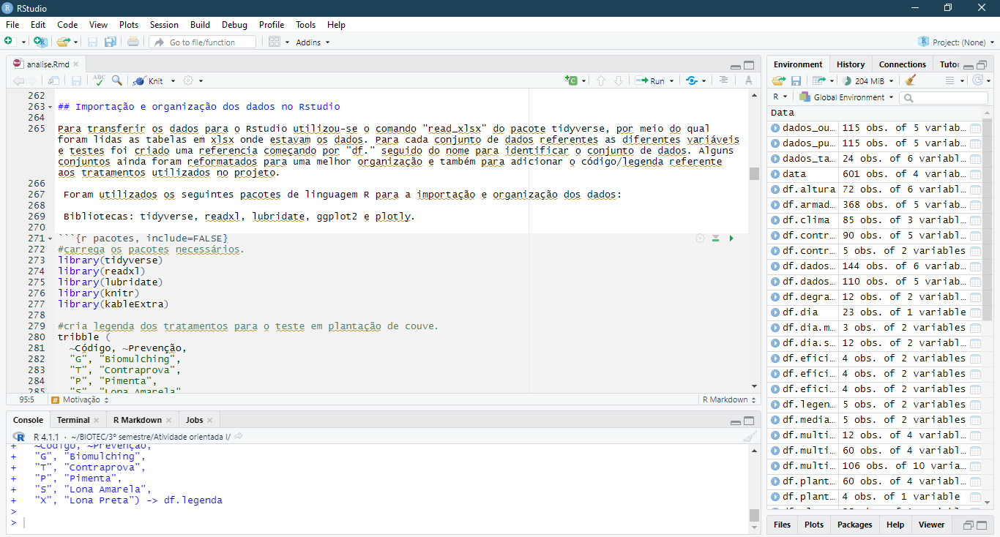 RStudio
File Edit Code View Plots Session Build Debug Profile Tools Help
Go to file/function Addins Project: (None)
analise.Rmd
ABC Knit Run
262
263 ## Importação e organização dos dados no Rstudio
264
265 Para transferir os dados para o Rstudio utilizou-se o comando "read_xlsx" do pacote tidyverse, por meio do qual
foram lidas as tabelas em xlsx onde estavam os dados. Para cada conjunto de dados referentes as diferentes variáveis
e testes foi criado uma referencia começando por "df." seguido do nome para identificar o conjunto de dados. Alguns
conjuntos ainda foram reformatados para uma melhor organização e também para adicionar o código/legenda referente
aos tratamentos utilizados no projeto.
266
267 Foram utilizados os seguintes pacotes de linguagem R para a importação e organização dos dados:
268
269 Bibliotecas: tidyverse, readxl, lubridate, ggplot2 e plotly.
270
271 ```{r pacotes, include=FALSE}
272 #carrega os pacotes necessários.
273 library(tidyverse)
274 library(readxl)
275 library(lubridate)
276 library(knitr)
277 library(kableExtra)
278
279 #cria legenda dos tratamentos para o teste em plantação de couve.
280 tribble (
281 ~Código, ~Prevenção,
282 "G", "Biomulching",
283 "T", "Contraprova",
284 "P", "Pimenta",
285 "S", "Lona Amarela",
95:5 # Motivação R Markdown
Console Terminal R Markdown Jobs
R 4.1.1 · ~/BIOTEC/3º semestre/Atividade orientada I/
+ ~Código, ~Prevenção,
+ "G", "Biomulching",
+ "T", "Contraprova",
+ "P", "Pimenta",
+ "S", "Lona Amarela",
+ "X", "Lona Preta") -> df.legenda
>
>
Environment History Connections Tutor
204 MiB
R Global Environment
Data
dados_ou… 115 obs. of 5 variab…
dados_pu… 115 obs. of 5 variab…
dados_ta… 24 obs. of 6 variabl…
data 601 obs. of 4 variab…
df.altura 72 obs. of 6 variabl…
df.armad… 368 obs. of 5 variab…
df.clima 85 obs. of 3 variabl…
df.contr… 90 obs. of 5 variabl…
df.contr… 5 obs. of 2 variables
df.dados… 144 obs. of 6 variab…
df.dados… 110 obs. of 5 variab…
df.degra… 12 obs. of 2 variabl…
df.dia 23 obs. of 1 variable
df.dia.m… 3 obs. of 2 variables
df.dia.s… 12 obs. of 2 variabl…
df.efici… 4 obs. of 2 variables
df.efici… 4 obs. of 2 variables
df.efici… 4 obs. of 2 variables
df.legen… 5 obs. of 2 variables
df.media… 5 obs. of 2 variables
df.multi… 12 obs. of 4 variabl…
df.multi… 60 obs. of 4 variabl…
df.multi… 106 obs. of 10 varia…
df.plant… 60 obs. of 4 variabl…
df.plant… 4 obs. of 1 variable
Files Plots Packages Help Viewer